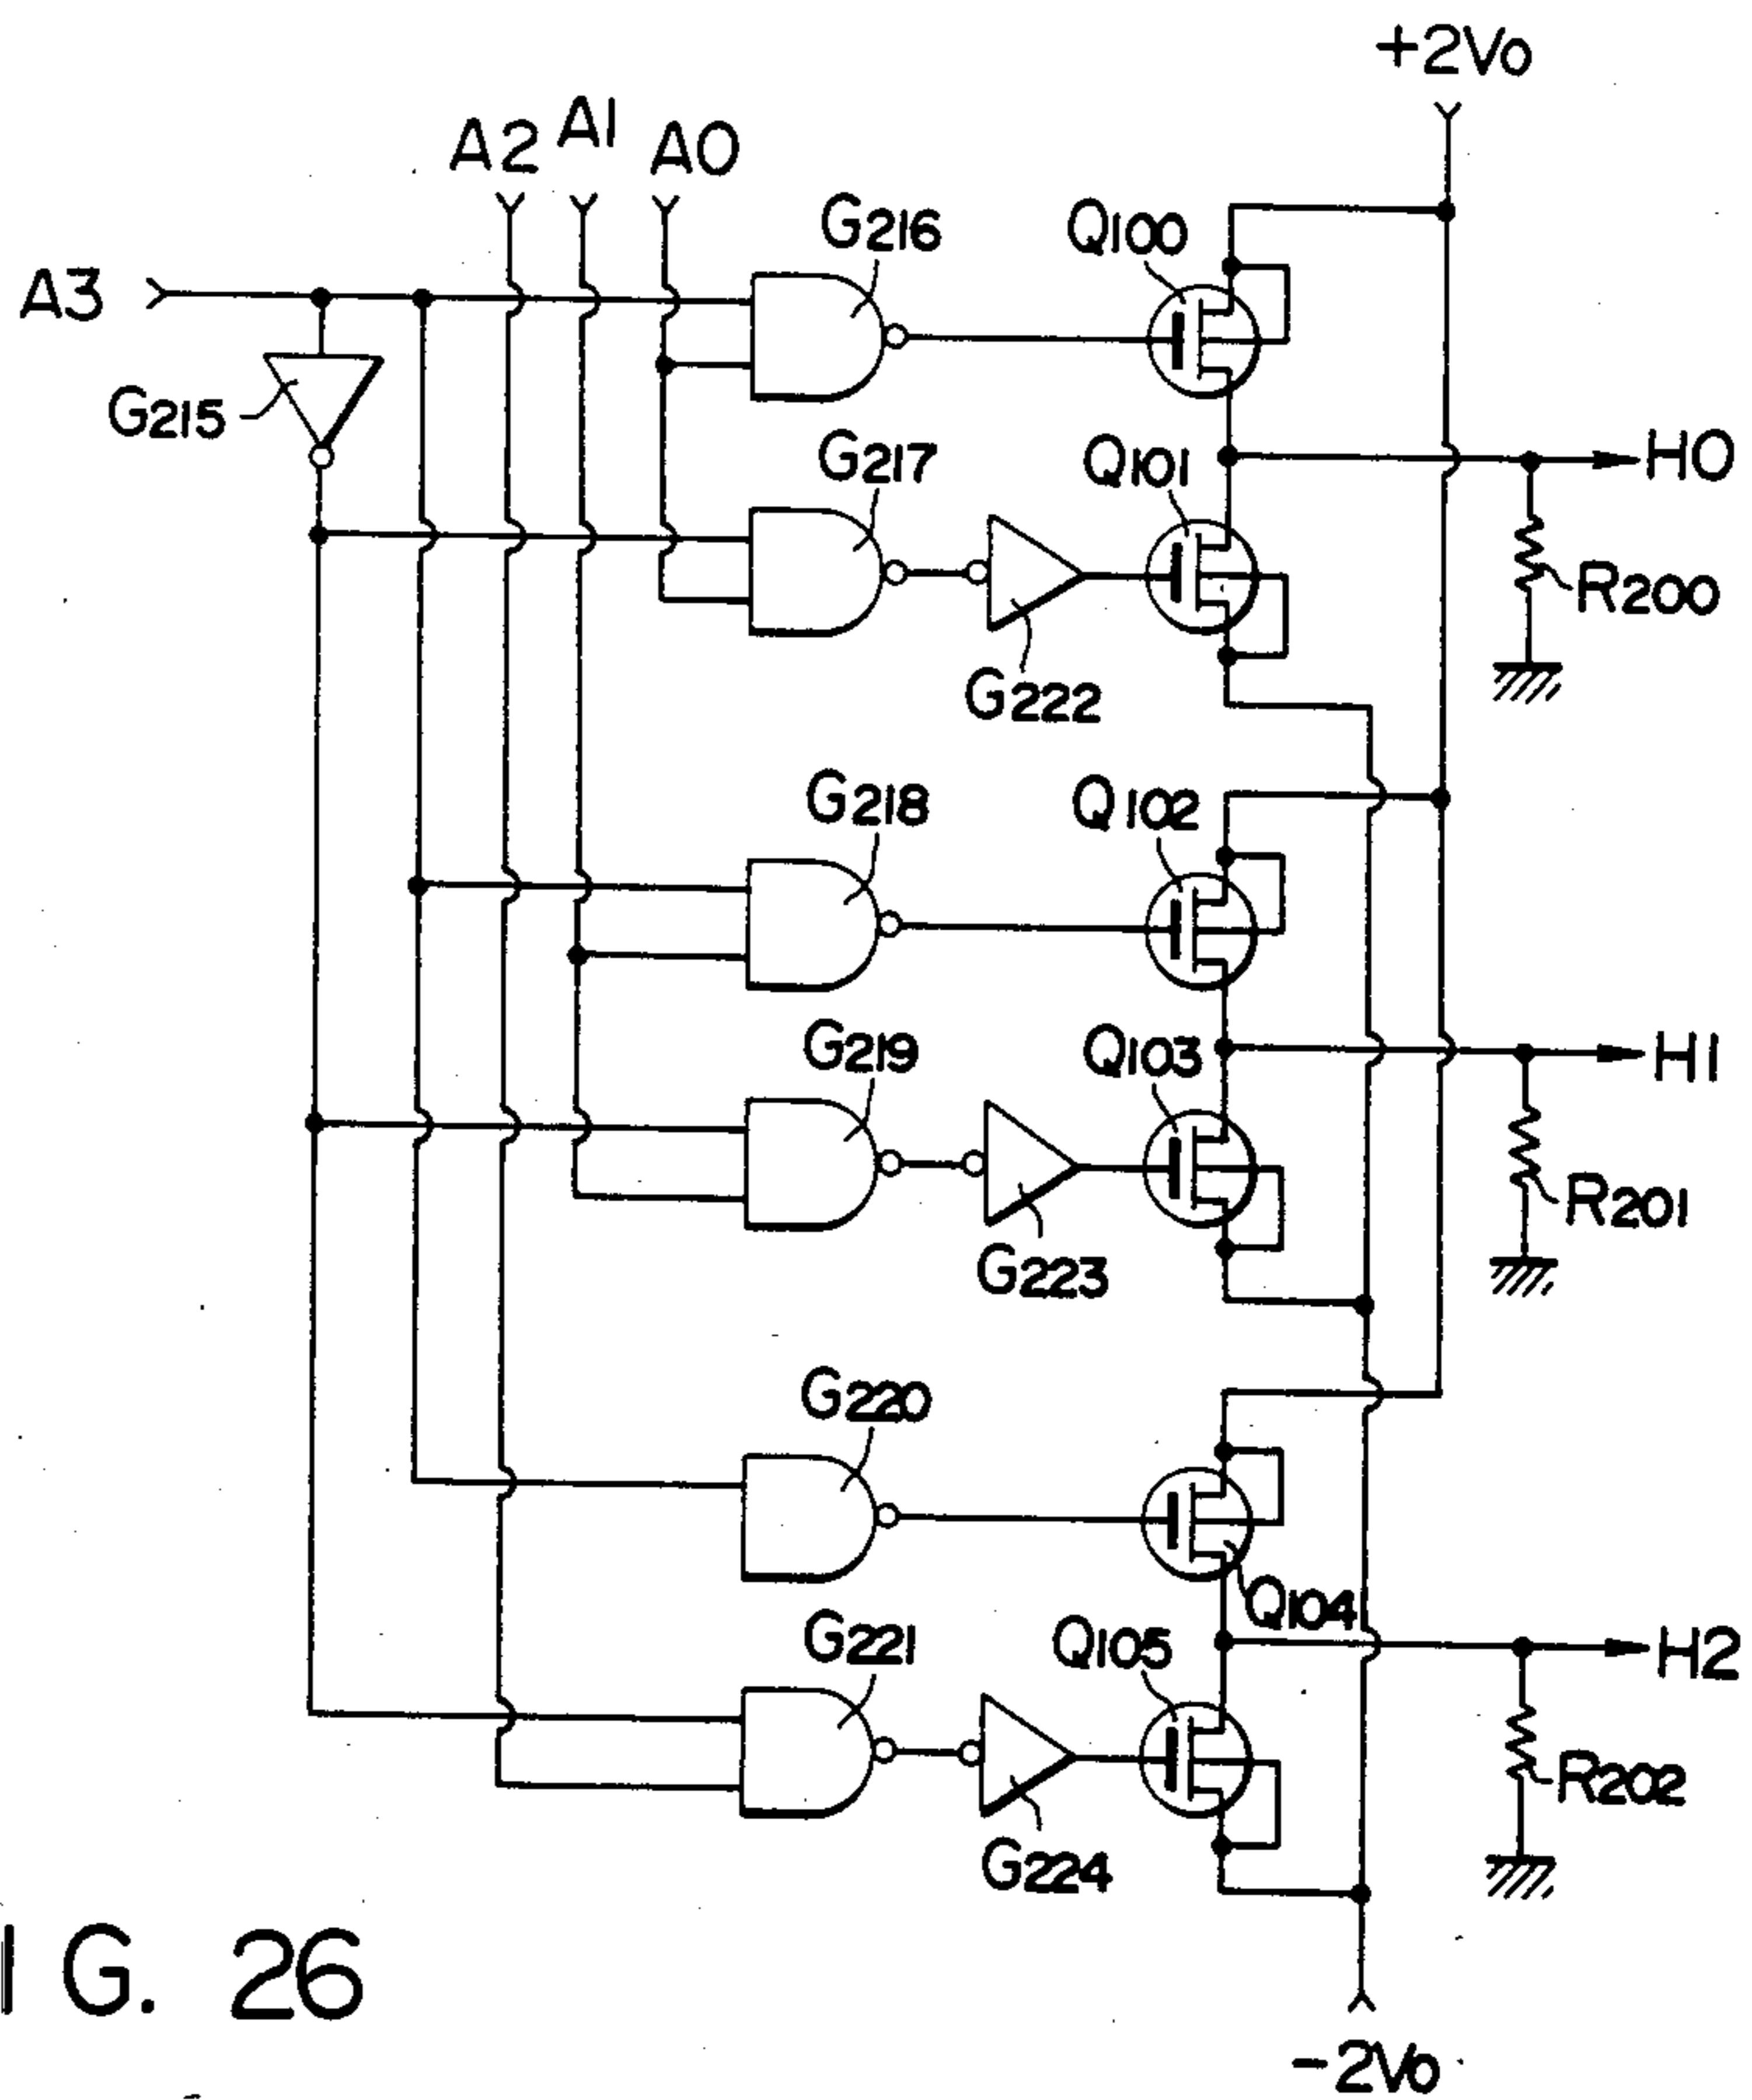 +2Vo
A2 A1 A0
G216 Q100
A3
G215
G217 Q101 H0
R200
G222
G218 Q102
G219 Q103 H1
R201
G223
G220
Q104
G221 Q105 H2
R202
G224
I G. 26
-2Vo